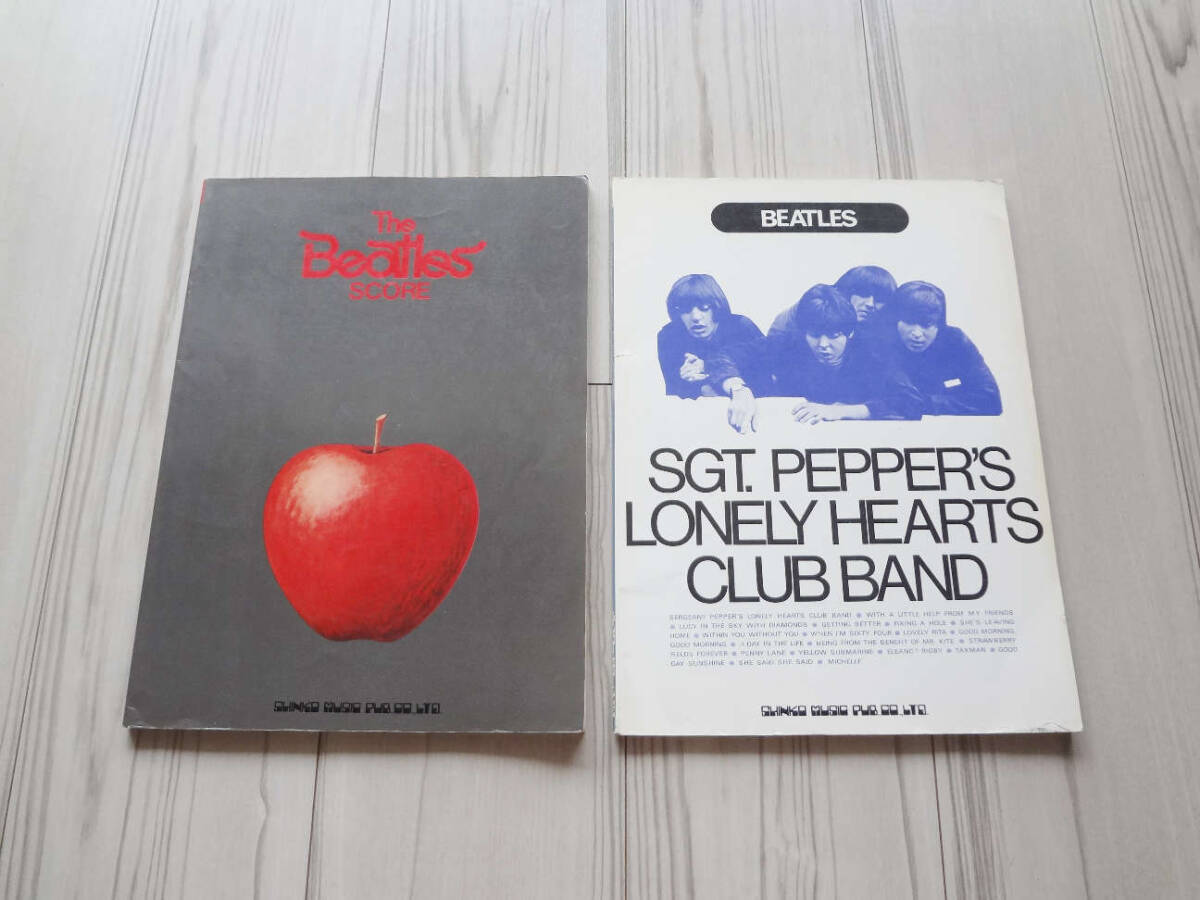 The
Beatles
SCORE
SHINKO MUSIC PUB. CO., LTD.
BEATLES
SGT. PEPPER'S
LONELY HEARTS
CLUB BAND
SERGEANT PEPPER'S LONELY HEARTS CLUB BAND ● WITH A LITTLE HELP FROM MY FRIENDS
● LUCY IN THE SKY WITH DIAMONDS ● GETTING BETTER ● FIXING A HOLE ● SHE'S LEAVING
HOME ● WITHIN YOU WITHOUT YOU ● WHEN I'M SIXTY FOUR ● LOVELY RITA ● GOOD MORNING,
GOOD MORNING ● A DAY IN THE LIFE ● BEING FROM THE BENEFIT OF MR. KITE ● STRAWBERRY
FIELDS FOREVER ● PENNY LANE ● YELLOW SUBMARINE ● ELEANOR RIGBY ● TAXMAN ● GOOD
DAY SUNSHINE ● SHE SAID SHE SAID ● MICHELLE
SHINKO MUSIC PUB. CO., LTD.